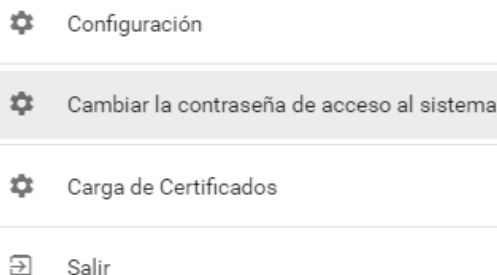 Configuración
Cambiar la contraseña de acceso al sistema
Carga de Certificados
Salir